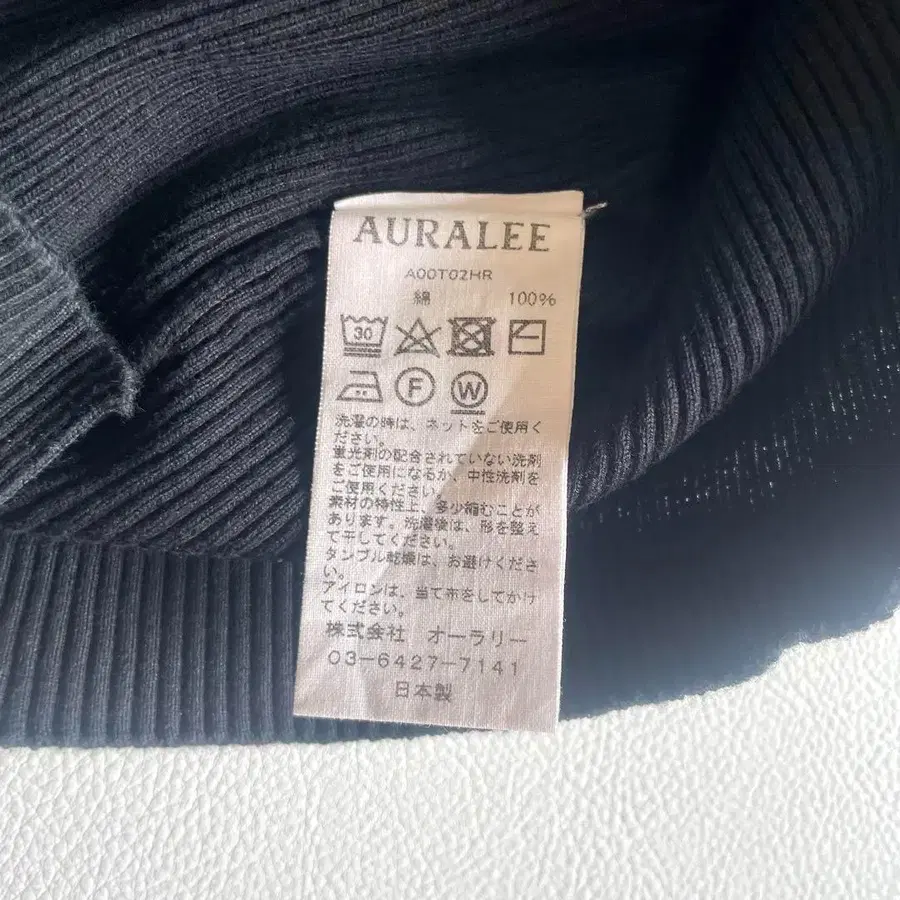 AURALEE
A00T02HR
綿 100%
30
F W
洗濯の時は、ネットをご使用く
ださい。
蛍光剤の配合されていない洗剤
をご使用になるか、中性洗剤を
ご使用ください。
素材の特性上、多少縮むことが
あります。洗濯後は、形を整え
て干してください。
タンブル乾燥は、お避けくださ
い。
アイロンは、当て布をしてかけ
てください。
株式会社 オーラリー
03-6427-7141
日本製